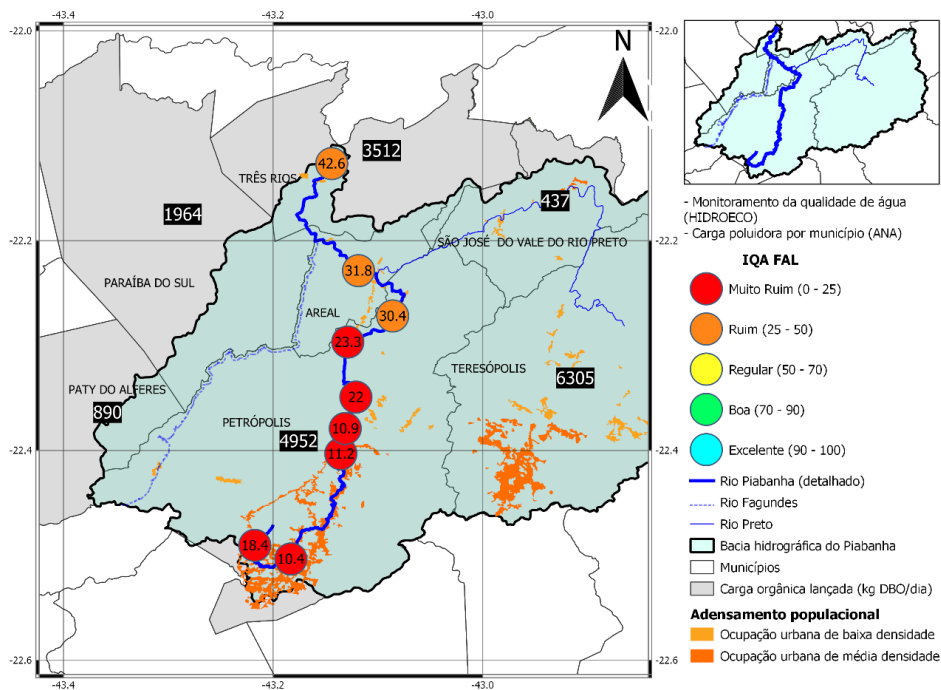 -43.4
-43.2
-43.0
-22.0
-22.0
N
3512
42.6
TRÊS RIOS
437
1964
-22.2
-22.2
SÃO JOSÉ DO VALE DO RIO PRETO
31.8
PARAÍBA DO SUL
AREAL
30.4
23.3
TERESÓPOLIS
6305
PATY DO ALFERES
22
890
PETRÓPOLIS
10.9
4952
11.2
-22.4
-22.4
18.4
10.4
-22.6
-22.6
-43.4
-43.2
-43.0
- Monitoramento da qualidade de água
(HIDROECO)
- Carga poluidora por município (ANA)
IQA FAL
Muito Ruim (0 - 25)
Ruim (25 - 50)
Regular (50 - 70)
Boa (70 - 90)
Excelente (90 - 100)
Rio Piabanha (detalhado)
Rio Fagundes
Rio Preto
Bacia hidrográfica do Piabanha
Municípios
Carga orgânica lançada (kg DBO/dia)
Adensamento populacional
Ocupação urbana de baixa densidade
Ocupação urbana de média densidade